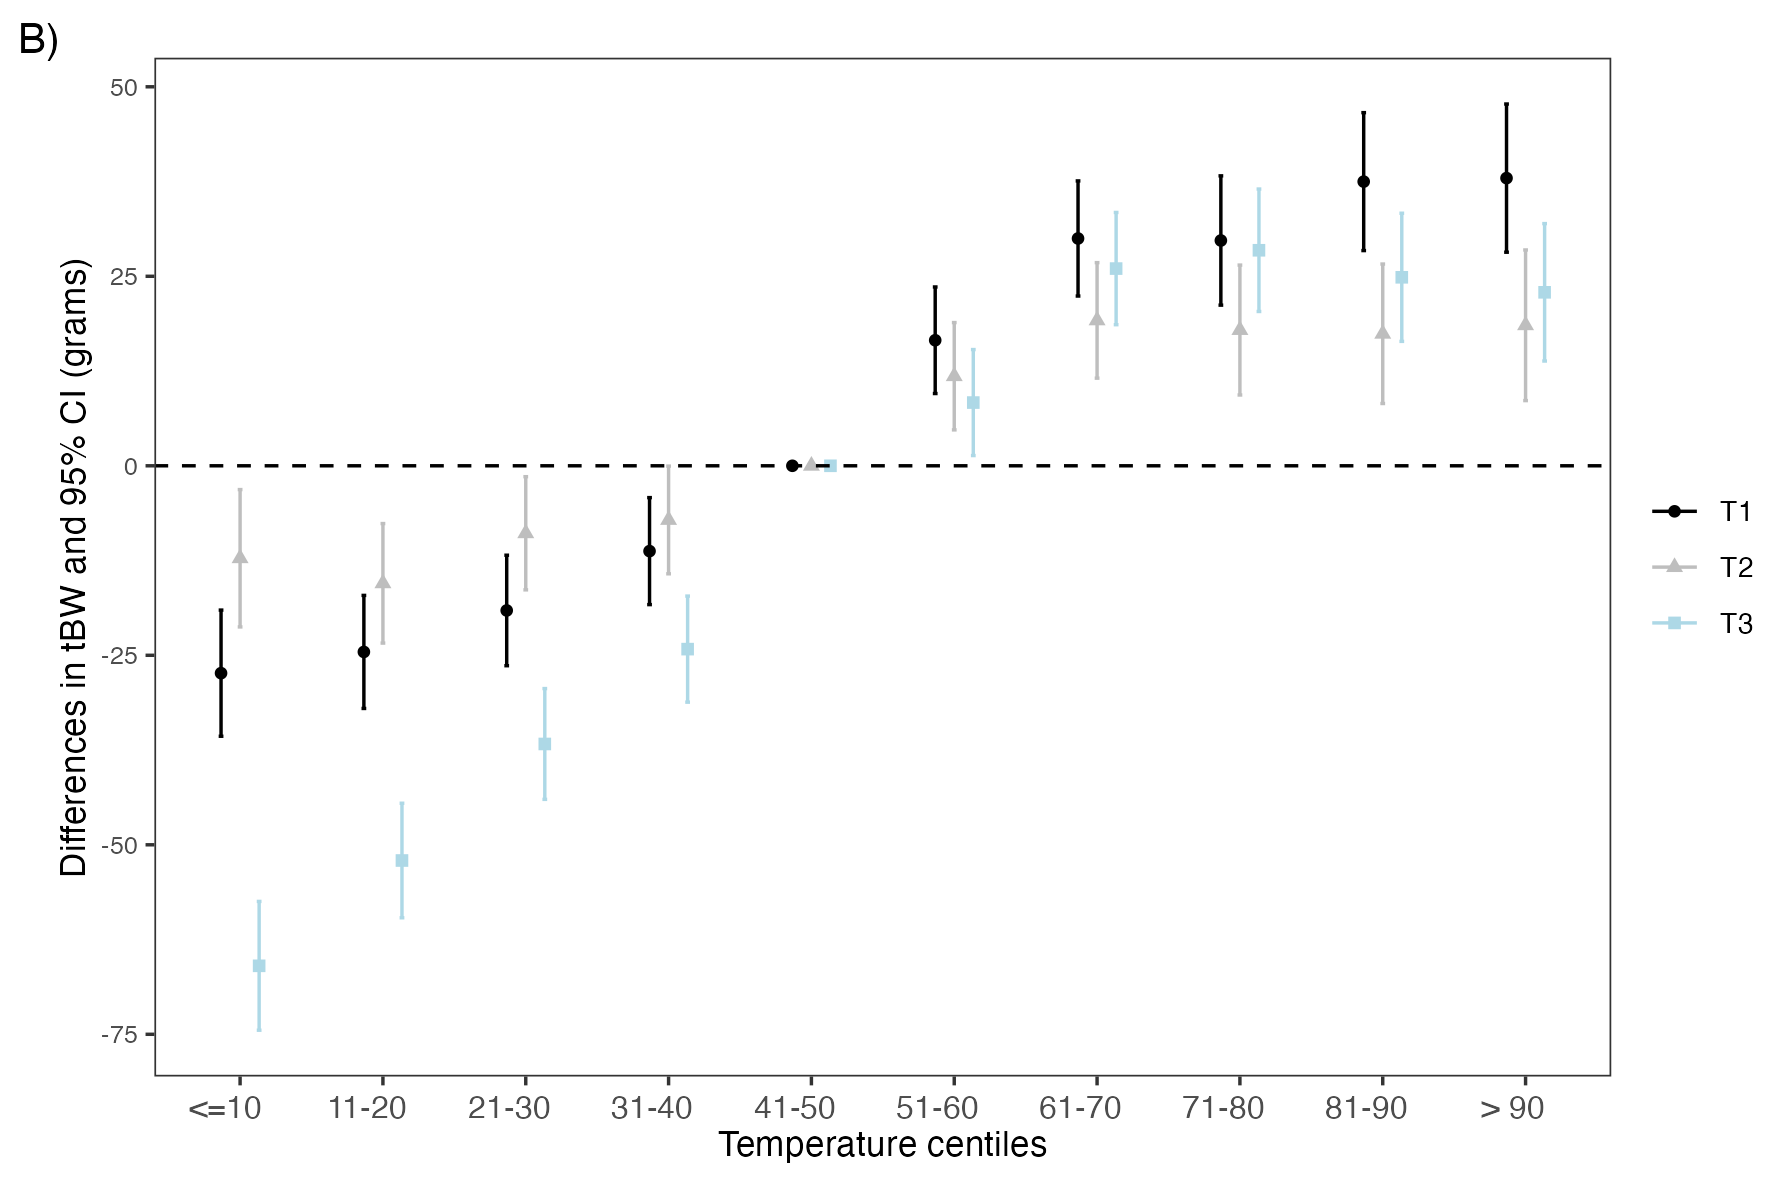 B)
Differences in tBW and 95% CI (grams)
50
25
0
-25
-50
-75
<=10 11-20 21-30 31-40 41-50 51-60 61-70 71-80 81-90 > 90
Temperature centiles
T1
T2
T3